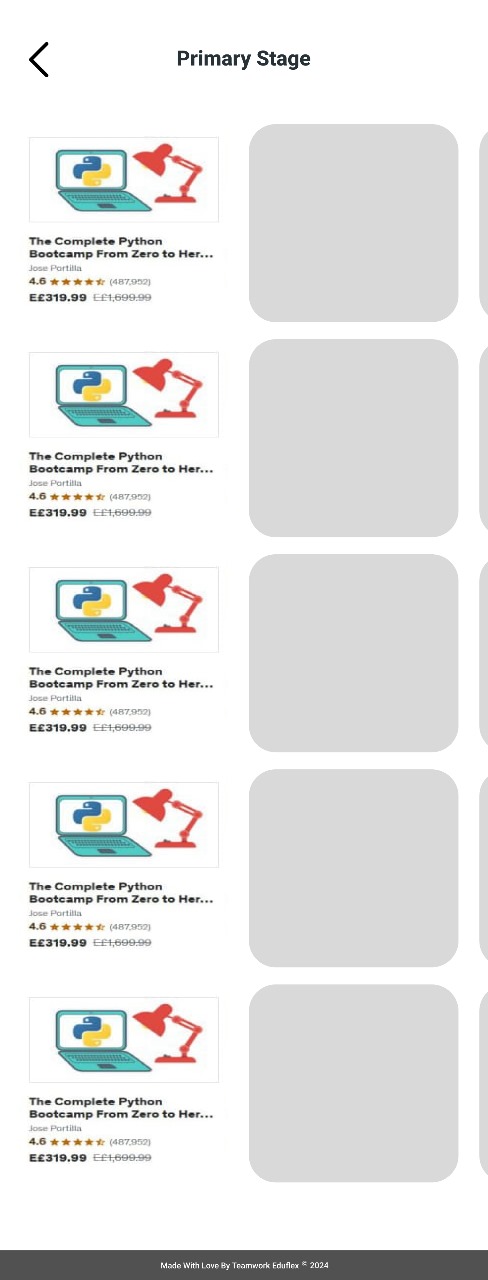 Primary Stage
The Complete Python
Bootcamp From Zero to Her...
Jose Portilla
4.6 (487,952)
E£319.99 E£1,699.99
The Complete Python
Bootcamp From Zero to Her...
Jose Portilla
4.6 (487,952)
E£319.99 E£1,699.99
The Complete Python
Bootcamp From Zero to Her...
Jose Portilla
4.6 (487,952)
E£319.99 E£1,699.99
The Complete Python
Bootcamp From Zero to Her...
Jose Portilla
4.6 (487,952)
E£319.99 E£1,699.99
The Complete Python
Bootcamp From Zero to Her...
Jose Portilla
4.6 (487,952)
E£319.99 E£1,699.99
Made With Love By Teamwork Eduflex © 2024